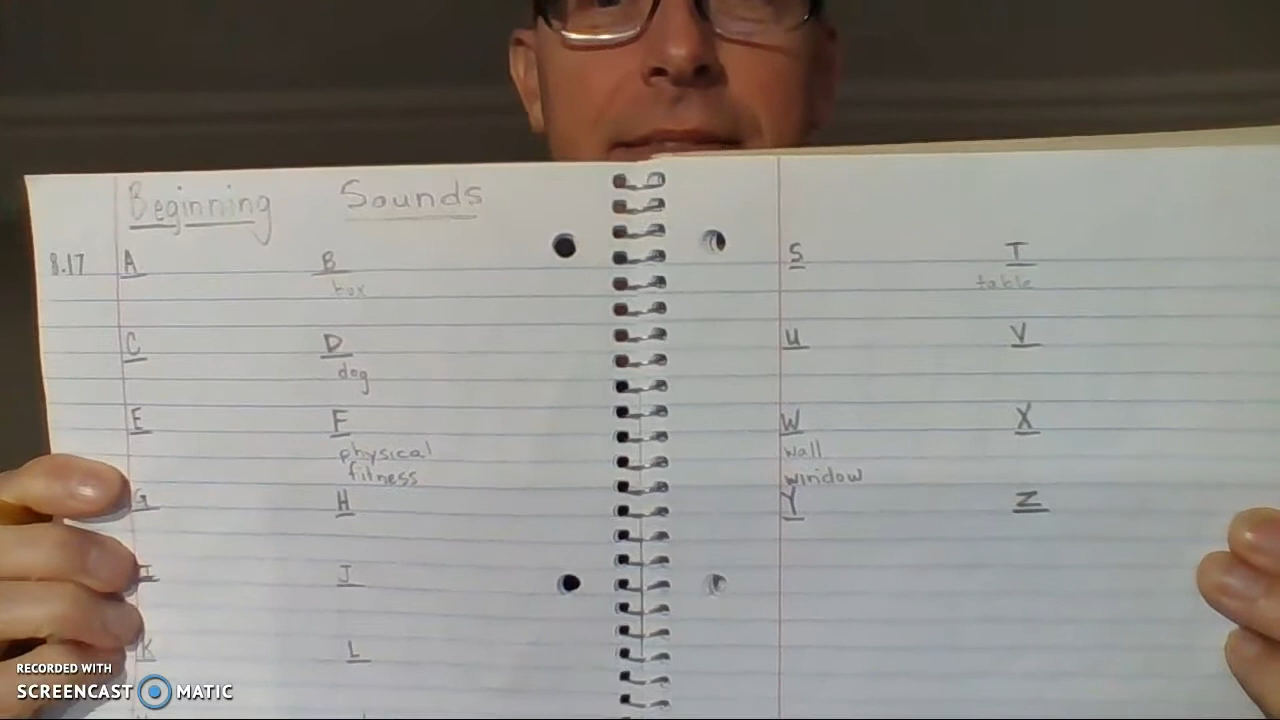 Beginning Sounds
8.17 A B
box
C D
dog
E F
physical
fitness
G H
I J
K L
S T
table
U V
W X
wall
window
Y Z
RECORDED WITH
SCREENCAST MATIC